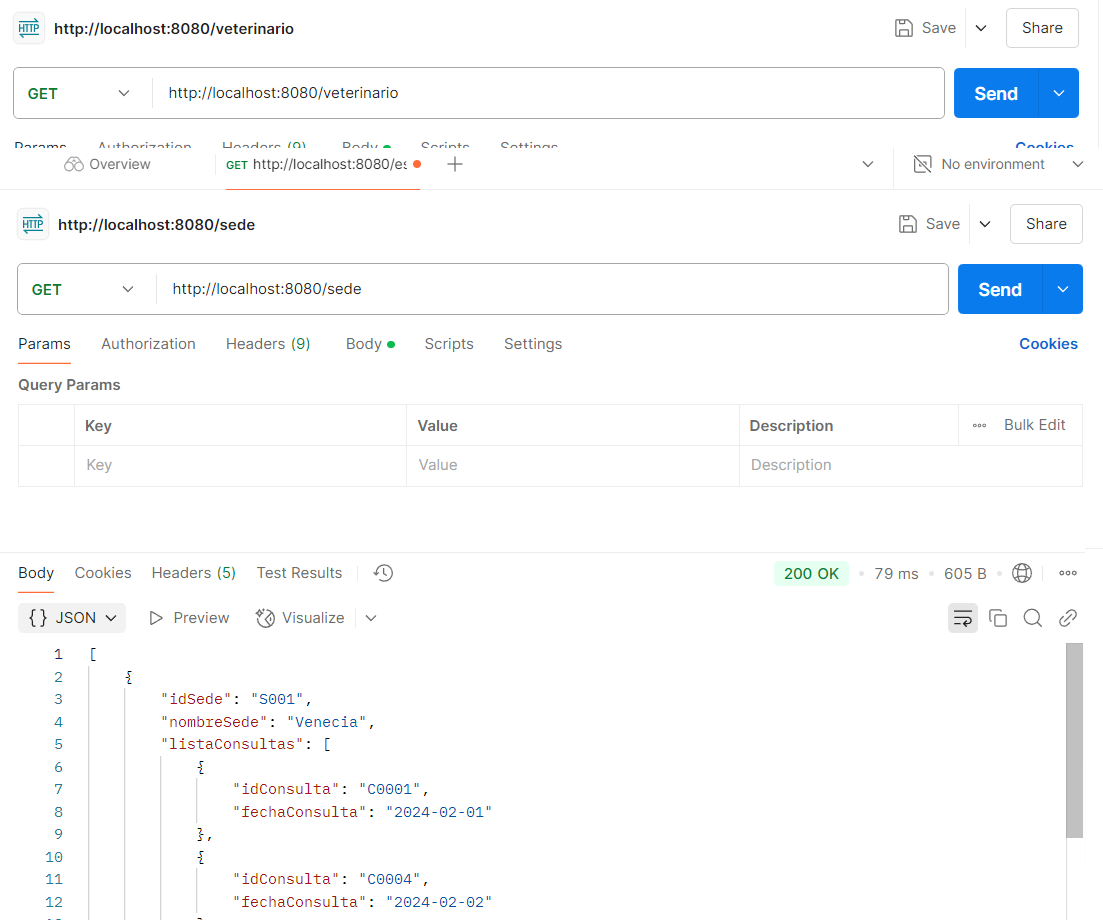 HTTP http://localhost:8080/veterinario Save Share
GET http://localhost:8080/veterinario Send
Params Authorization Headers (9) Body Scripts Settings Cookies
Overview GET http://localhost:8080/es No environment
HTTP http://localhost:8080/sede Save Share
GET http://localhost:8080/sede Send
Params Authorization Headers (9) Body Scripts Settings Cookies
Query Params
Key Value Description Bulk Edit
Key Value Description
Body Cookies Headers (5) Test Results 200 OK 79 ms 605 B
{} JSON Preview Visualize
1 [
2 {
3 "idSede": "S001",
4 "nombreSede": "Venecia",
5 "listaConsultas": [
6 {
7 "idConsulta": "C0001",
8 "fechaConsulta": "2024-02-01"
9 },
10 {
11 "idConsulta": "C0004",
12 "fechaConsulta": "2024-02-02"